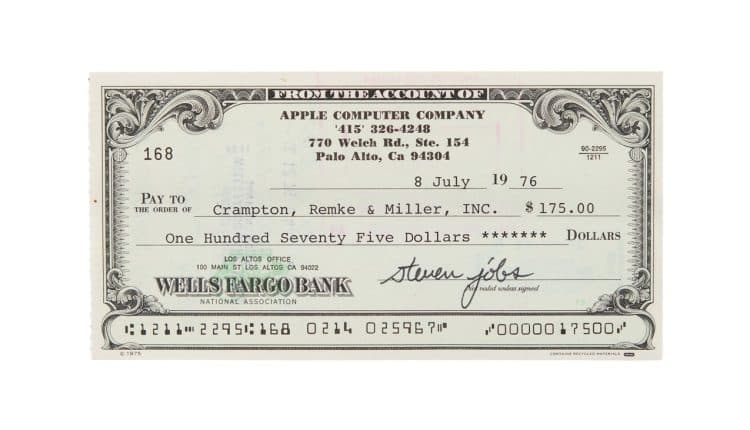 FROM THE ACCOUNT OF
APPLE COMPUTER COMPANY
'415' 326-4248
770 Welch Rd., Ste. 154
Palo Alto, Ca 94304
168
90-2295
1211
8 July 19 76
PAY TO
THE ORDER OF Crampton, Remke & Miller, INC. $ 175.00
One Hundred Seventy Five Dollars ******* DOLLARS
LOS ALTOS OFFICE
100 MAIN ST LOS ALTOS CA 94022
WELLS FARGO BANK
NATIONAL ASSOCIATION
steven jobs
Not valid unless signed
⑆1211⑉2295⑆168 0214 025967⑈ ⑈0000017500⑈
© 1975
CONTAINS RECYCLED MATERIALS